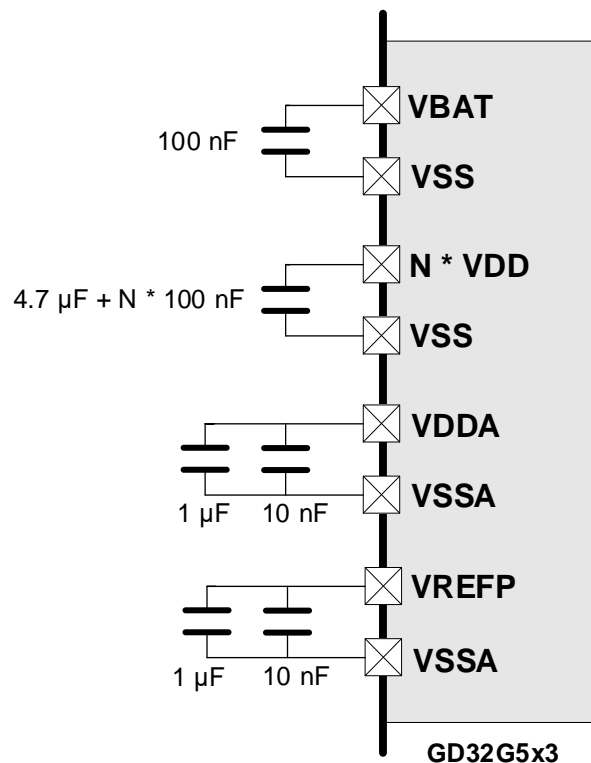 VBAT
100 nF
VSS
N * VDD
4.7 µF + N * 100 nF
VSS
VDDA
VSSA
1 µF 10 nF
VREFP
VSSA
1 µF 10 nF
GD32G5x3